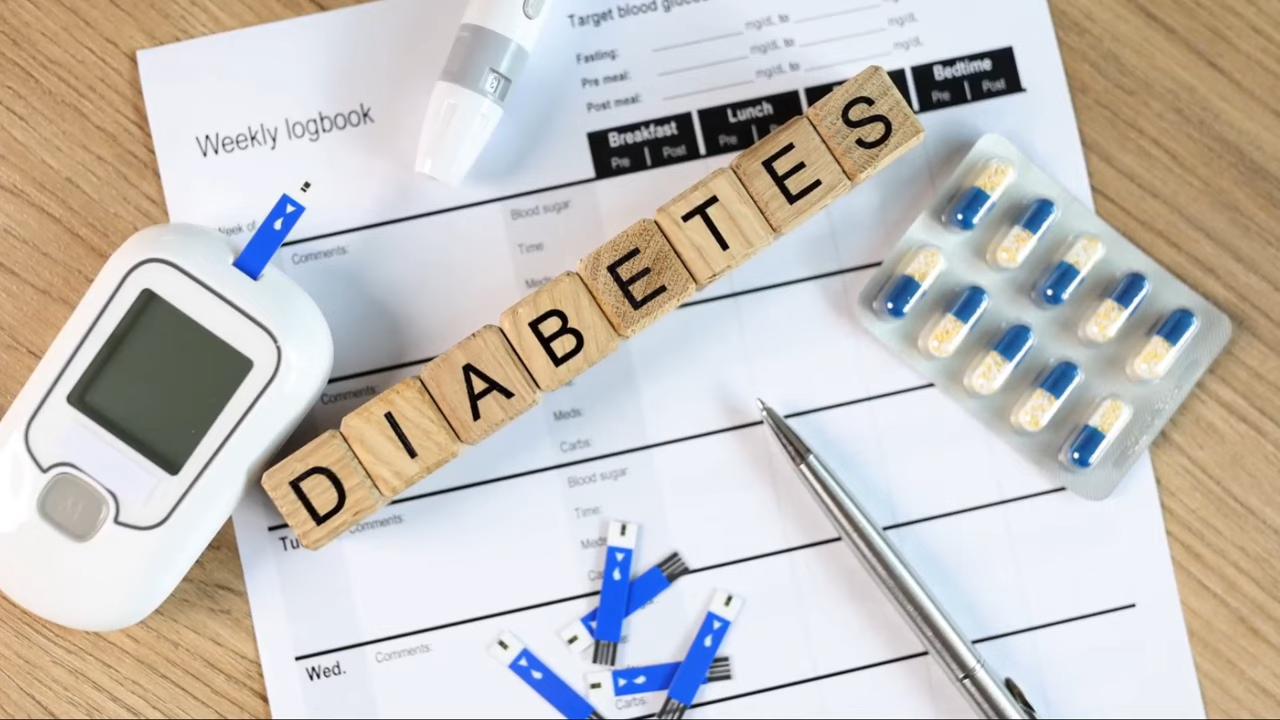 Target blood
Fasting: mg/dL to mg/dL
Pre meal: mg/dL to mg/dL
Post meal: mg/dL to mg/dL
Breakfast Lunch Bedtime
Pre | Post Pre | Pre | Post
Weekly logbook
Blood sugar
Comments:
Time
DIABETES
Comments:
Meds:
Carbs:
Blood sugar
Comments:
Time:
Wed.
Comments:
Carbs: